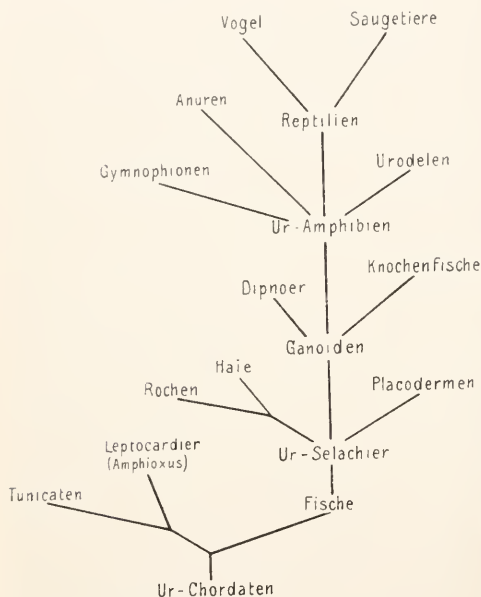 Vogel
Saugetiere
Anuren
Reptilien
Gymnophionen
Urodelen
Ur-Amphibien
Dipnoer
Knochenfische
Ganoiden
Haie
Rochen
Placodermen
Leptocardier
(Amphioxus)
Ur-Selachier
Tunicaten
Fische
Ur-Chordaten